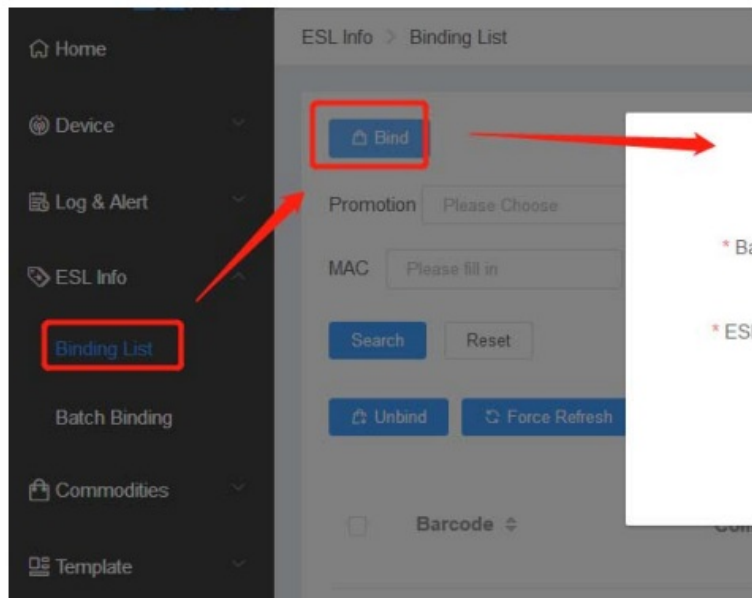 Home
ESL Info > Binding List
Device
Bind
Log & Alert
Promotion Please Choose
MAC Please fill in
ESL Info
Search Reset
Binding List
Batch Binding
Unbind Force Refresh
Commodities
Barcode
Template